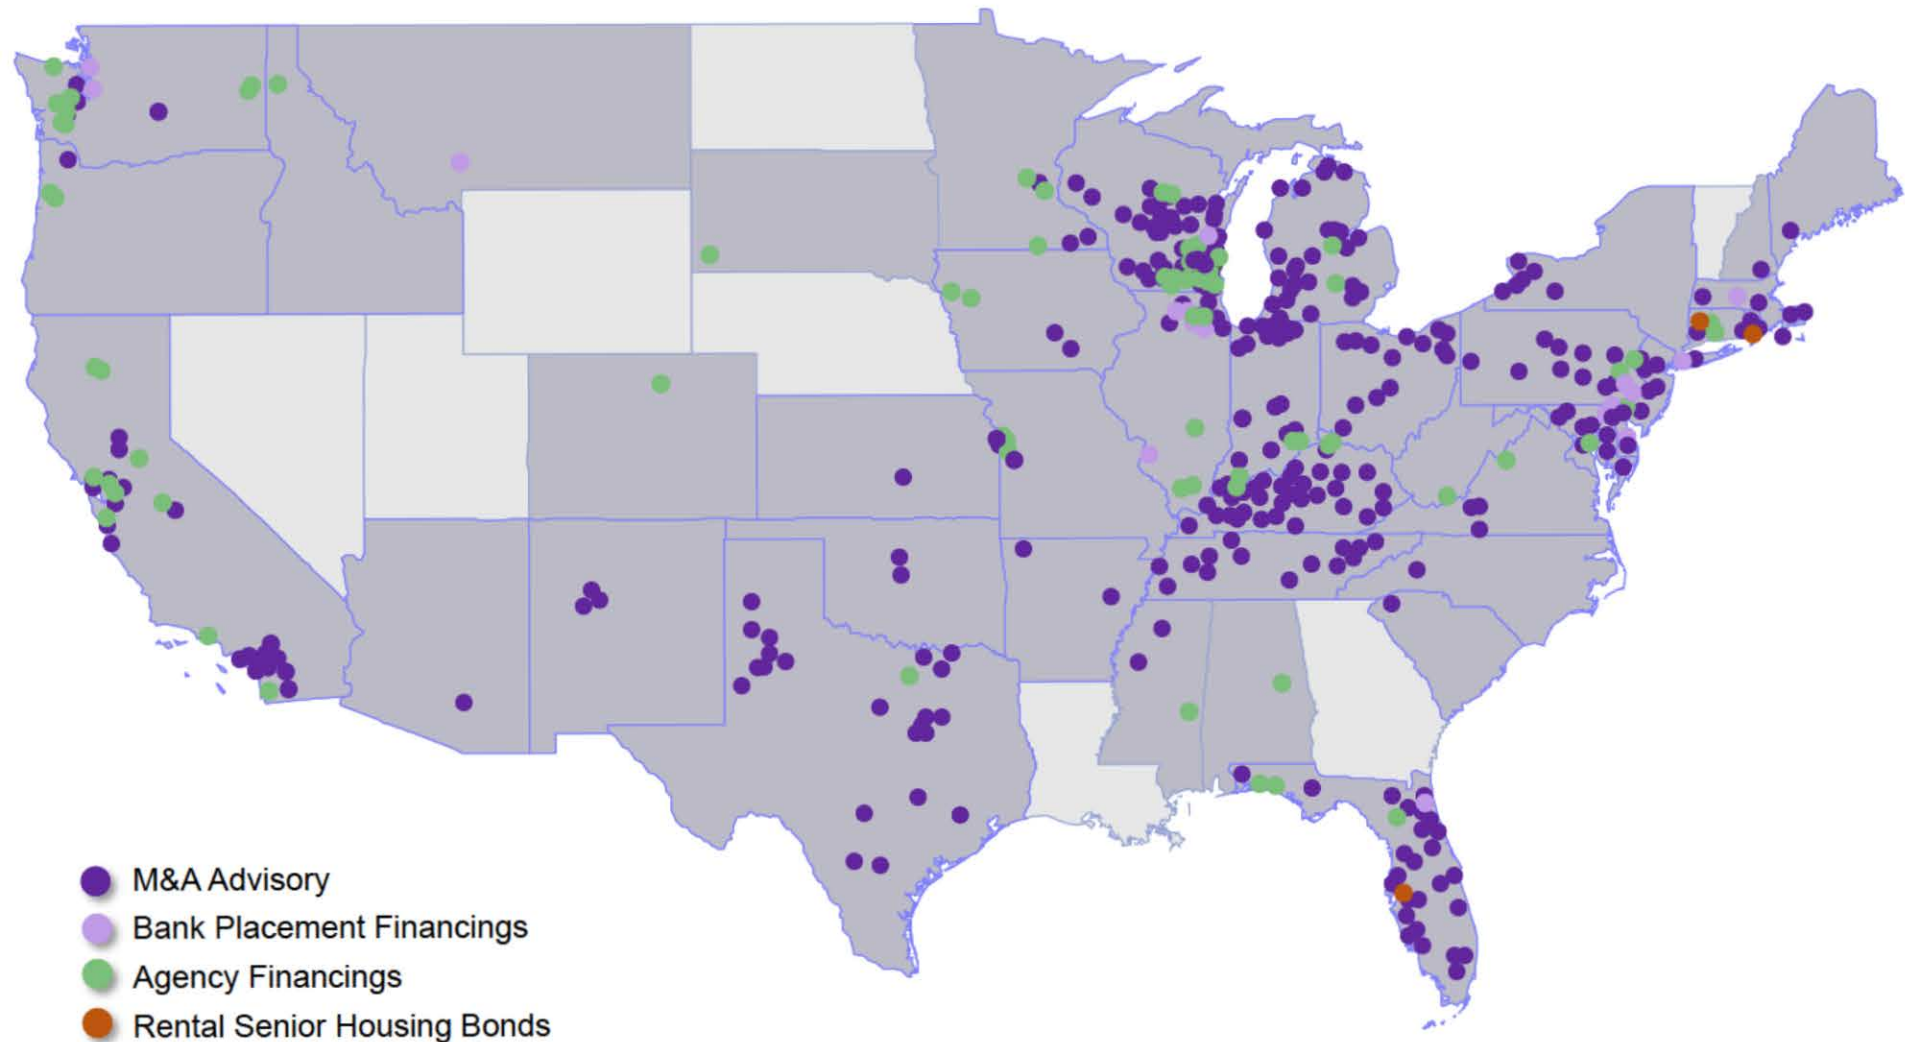 M&A Advisory
Bank Placement Financings
Agency Financings
Rental Senior Housing Bonds